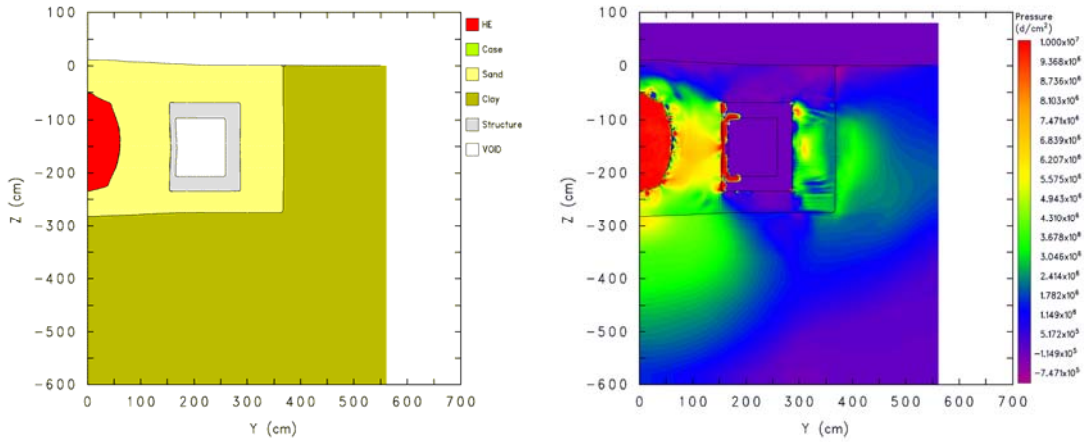 HE
Case
Sand
Clay
Structure
VOID
0
-100
-200
-300
-400
-500
-600
Z (cm)
0 100 200 300 400 500 600 700
Y (cm)
Pressure
(d/cm²)
1.000x10⁷
9.368x10⁶
8.736x10⁶
8.103x10⁶
7.471x10⁶
6.839x10⁶
6.207x10⁶
5.575x10⁶
4.943x10⁶
4.310x10⁶
3.678x10⁶
3.046x10⁶
2.414x10⁶
1.782x10⁶
1.149x10⁶
5.172x10⁵
-1.149x10⁵
-7.471x10⁵
0
-100
-200
-300
-400
-500
-600
Z (cm)
0 100 200 300 400 500 600 700
Y (cm)